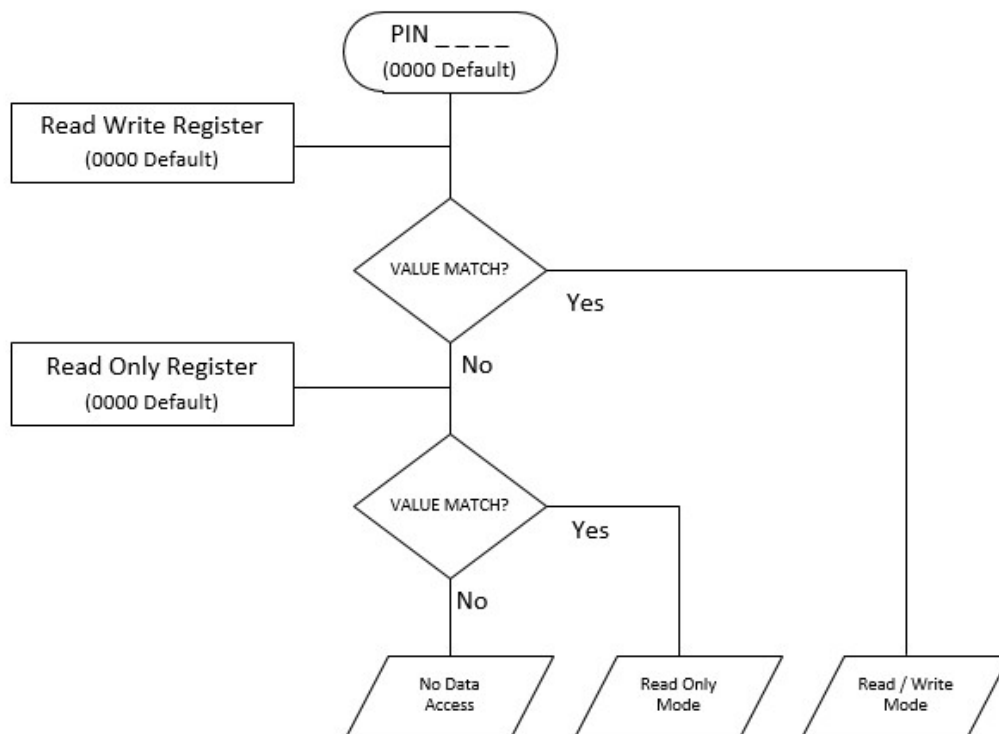 PIN _ _ _ _
(0000 Default)
Read Write Register
(0000 Default)
VALUE MATCH?
Yes
No
Read Only Register
(0000 Default)
VALUE MATCH?
Yes
No
No Data
Access
Read Only
Mode
Read / Write
Mode